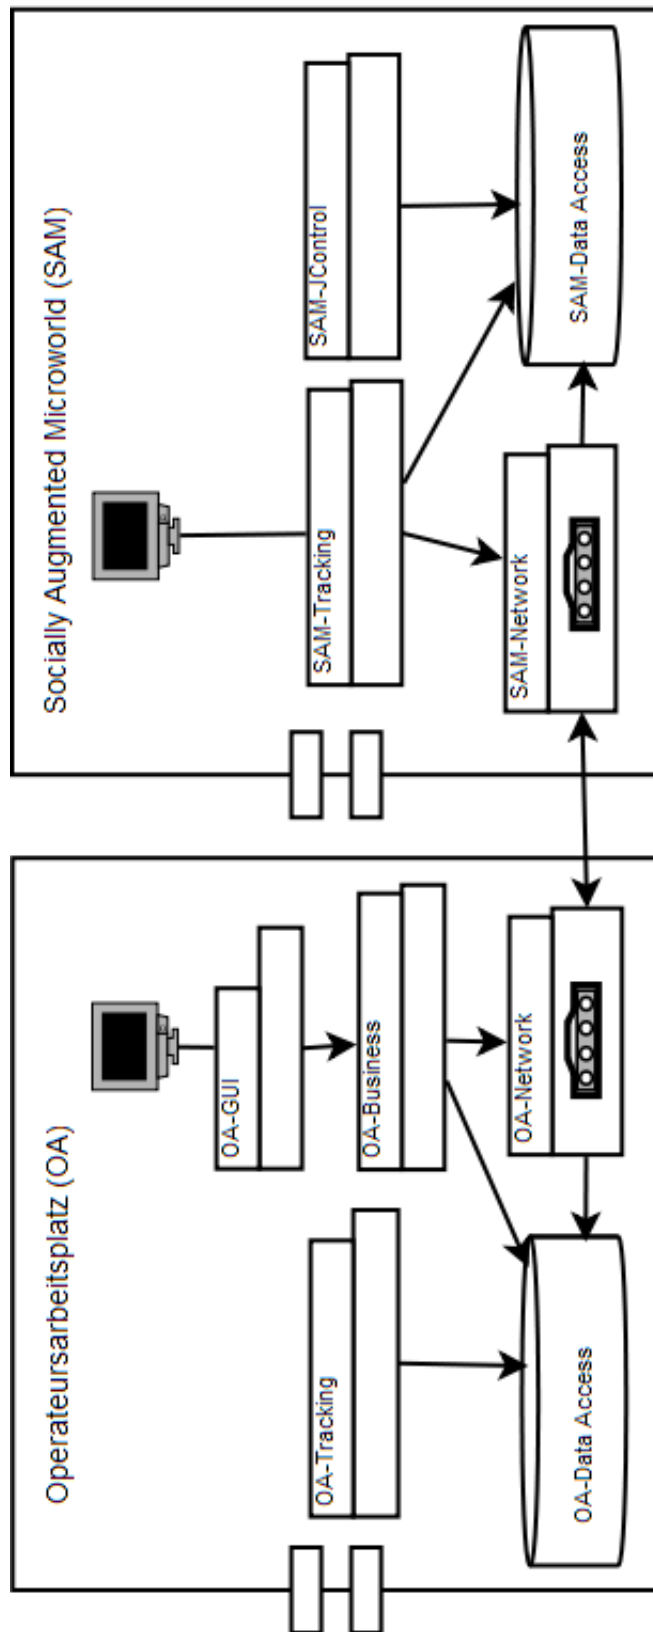 Operateursarbeitsplatz (OA)
OA-GUI
OA-Tracking
OA-Business
OA-Network
OA-Data Access
Socially Augmented Microworld (SAM)
SAM-Tracking
SAM-JControl
SAM-Network
SAM-Data Access